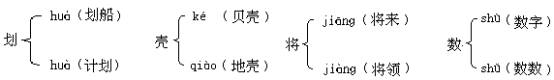 huá（划船） ké（贝壳） jiāng（将来） shù（数字）
划 壳 将 数
huà（计划） qiào（地壳） jiàng（将领） shǔ（数数）